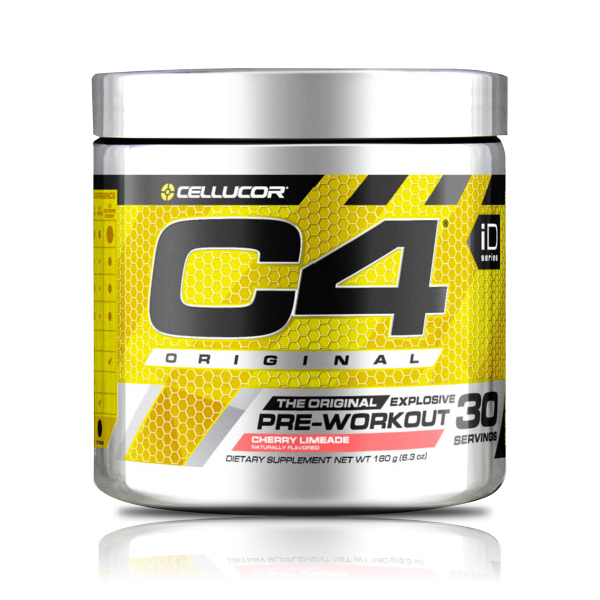 CELLUCOR®
C4®
ORIGINAL
iD
series
THE ORIGINAL EXPLOSIVE
PRE-WORKOUT
30
SERVINGS
CHERRY LIMEADE
NATURALLY FLAVORED
DIETARY SUPPLEMENT NET WT 180 g (6.3 oz)